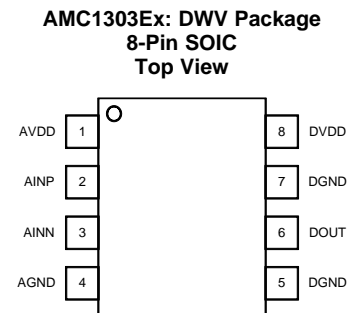 AMC1303Ex: DWV Package
8-Pin SOIC
Top View
AVDD 1 8 DVDD
AINP 2 7 DGND
AINN 3 6 DOUT
AGND 4 5 DGND